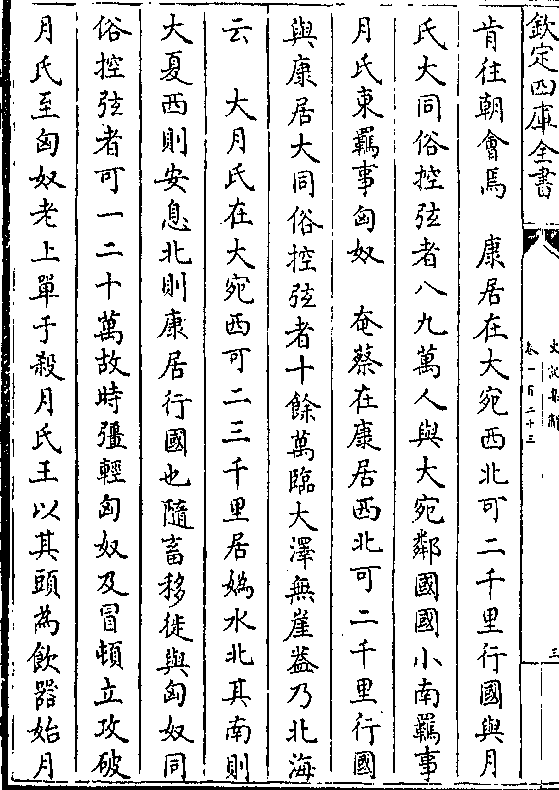 欽定四庫全書
史記集解
卷一百二十三
三
肯往朝會焉　康居在大宛西北可二千里行國與月
氏大同俗控弦者八九萬人與大宛鄰國國小南羈事
月氏東羈事匈奴　奄蔡在康居西北可二千里行國
與康居大同俗控弦者十餘萬臨大澤無崖葢乃北海
云　大月氏在大宛西可二三千里居媯水北其南則
大夏西則安息北則康居行國也隨畜移徙與匈奴同
俗控弦者可一二十萬故時彊輕匈奴及冒頓立攻破
月氏至匈奴老上單于殺月氏王以其頭為飲器始月